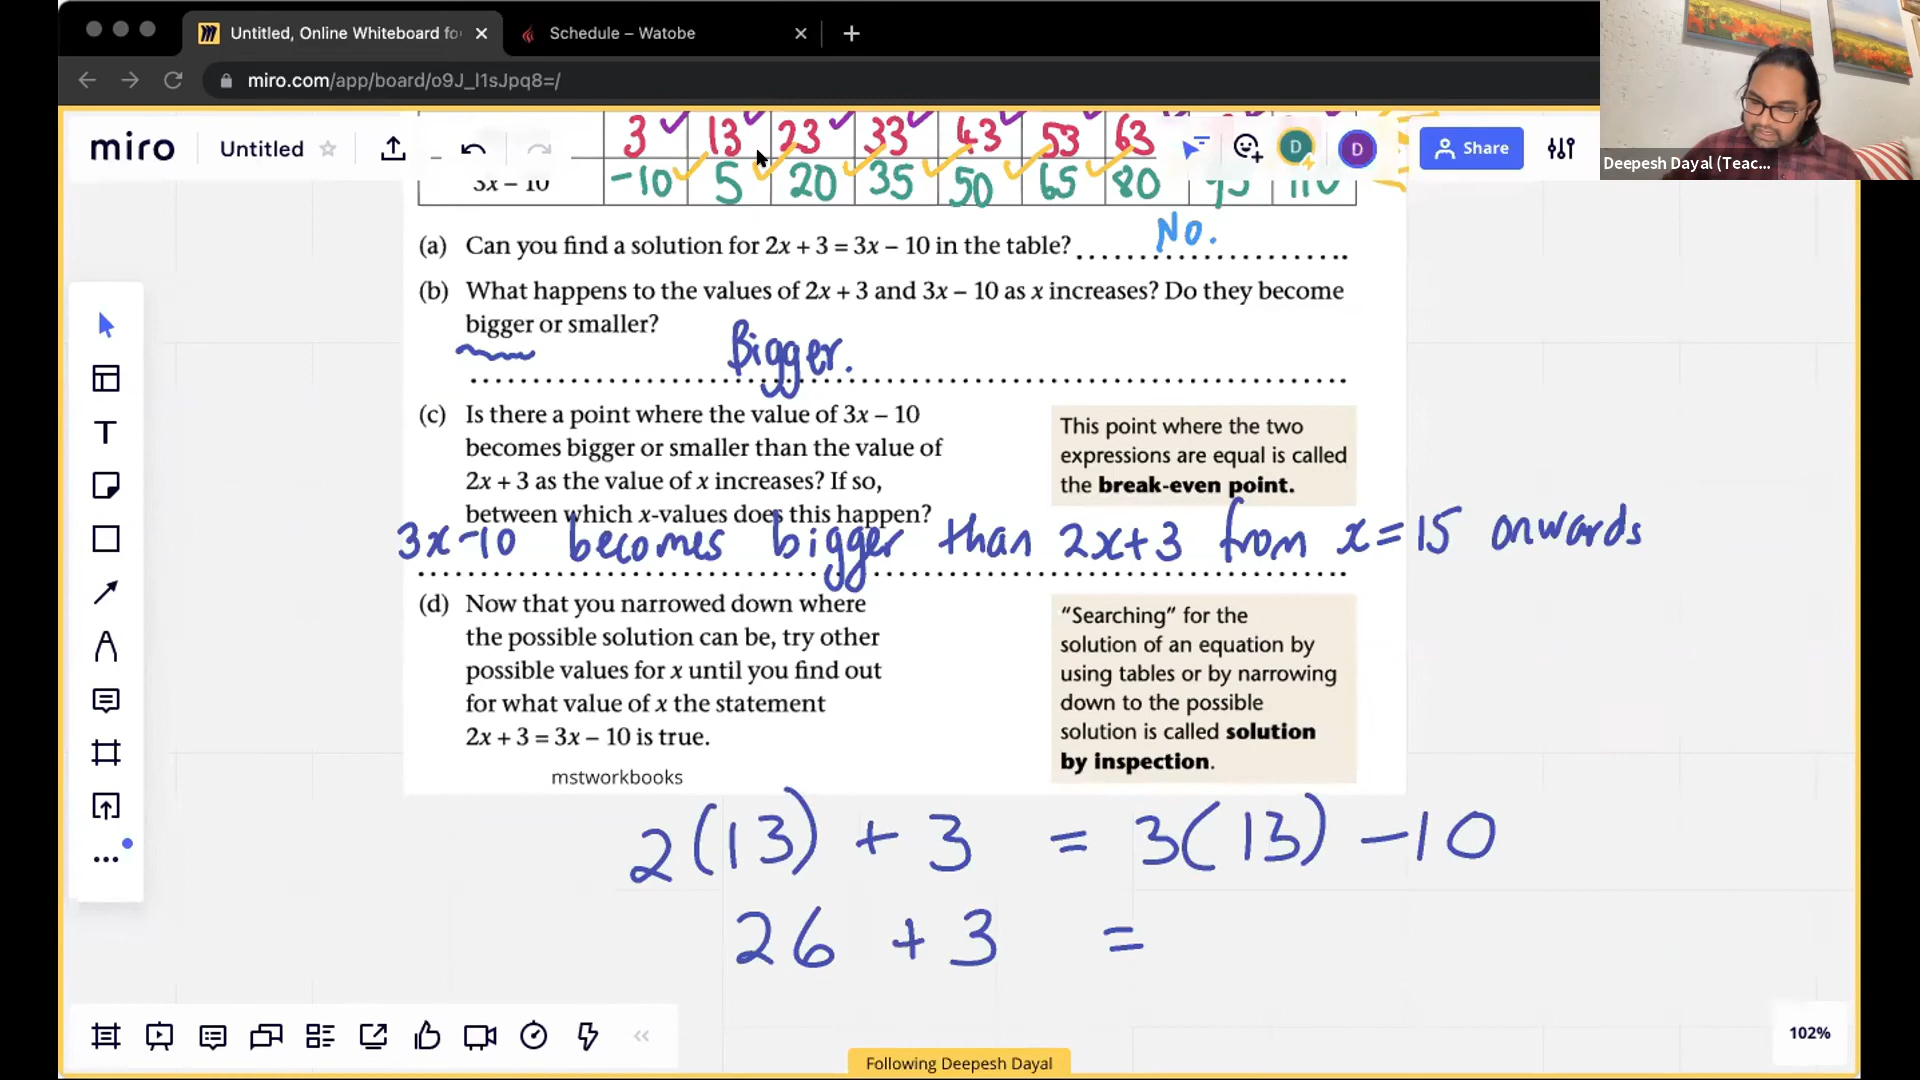 Untitled, Online Whiteboard fo
Schedule – Watobe
miro.com/app/board/o9J_l1sJpq8=/
Deepesh Dayal (Teac...
miro
Untitled
D
D
Share
3 13 23 33 43 53 63
3x – 10 -10 5 20 35 50 65 80 95 110
(a) Can you find a solution for 2x + 3 = 3x – 10 in the table? No.
(b) What happens to the values of 2x + 3 and 3x – 10 as x increases? Do they become
bigger or smaller?
Bigger.
(c) Is there a point where the value of 3x – 10
becomes bigger or smaller than the value of
2x + 3 as the value of x increases? If so,
between which x-values does this happen?
This point where the two
expressions are equal is called
the break-even point.
3x-10 becomes bigger than 2x+3 from x=15 onwards
(d) Now that you narrowed down where
the possible solution can be, try other
possible values for x until you find out
for what value of x the statement
2x + 3 = 3x – 10 is true.
"Searching" for the
solution of an equation by
using tables or by narrowing
down to the possible
solution is called solution
by inspection.
mstworkbooks
2(13) + 3 = 3(13) -10
26 + 3 =
102%
Following Deepesh Dayal